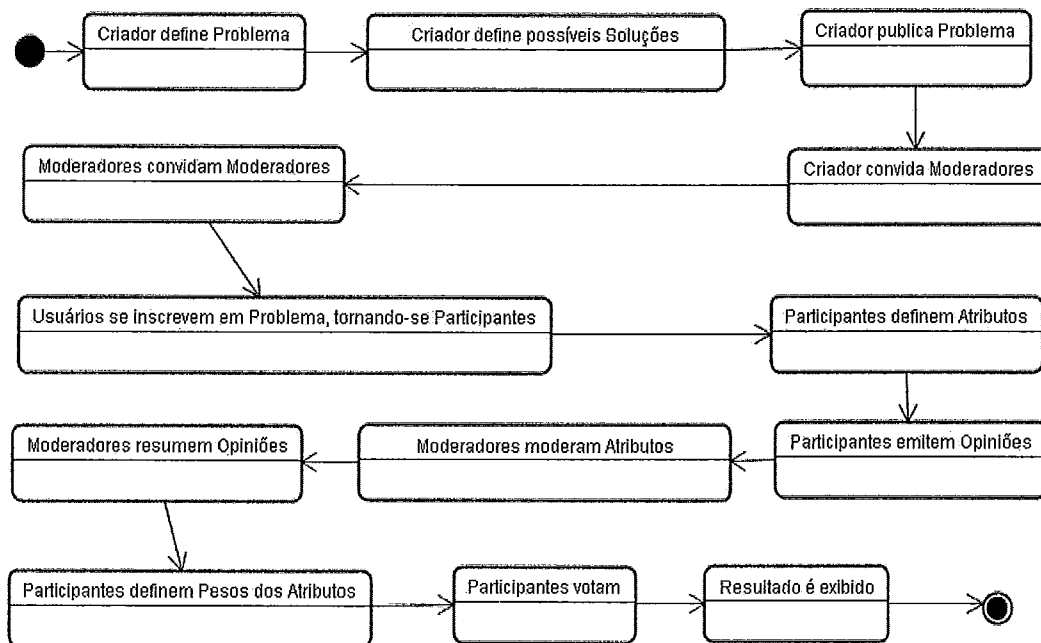 Criador define Problema
Criador define possíveis Soluções
Criador publica Problema
Criador convida Moderadores
Moderadores convidam Moderadores
Usuários se inscrevem em Problema, tornando-se Participantes
Participantes definem Atributos
Participantes emitem Opiniões
Moderadores moderam Atributos
Moderadores resumem Opiniões
Participantes definem Pesos dos Atributos
Participantes votam
Resultado é exibido